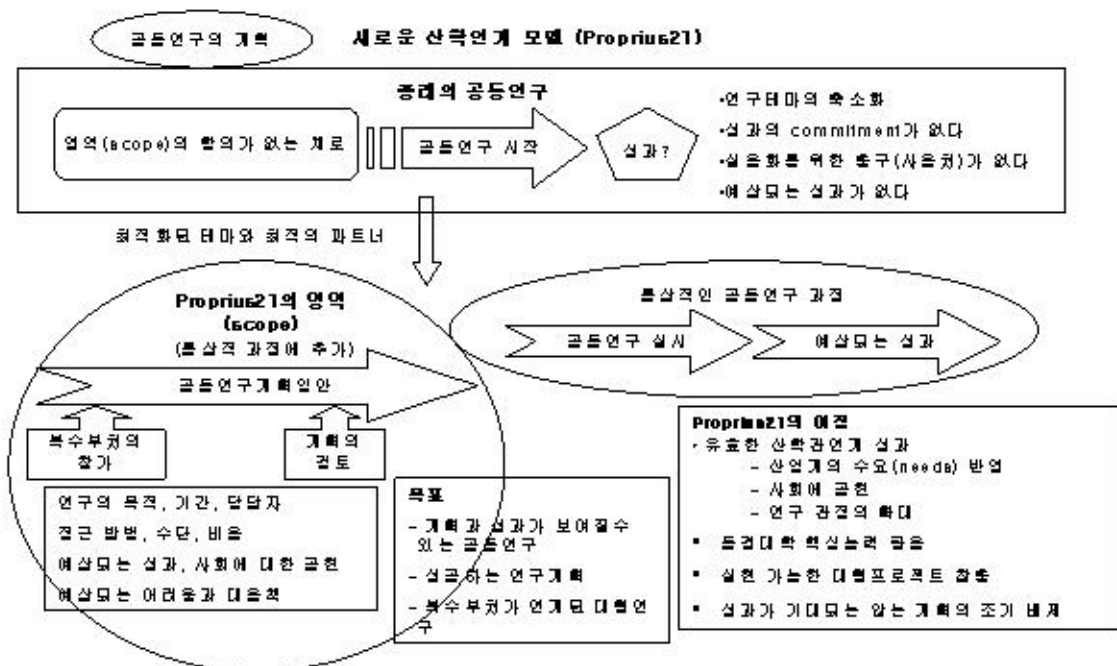 공동연구의 개혁
새로운 산학연계 모델 (Proprius21)
종래의 공동연구
영역(scope)의 합의가 없는 채로
공동연구 시작
성과?
•연구테마의 축소화
•성과의 commitment가 없다
•실용화를 위한 출구(사용처)가 없다
•예상되는 성과가 없다
최적화된 테마와 최적의 파트너
Proprius21의 영역
(scope)
(통상적 과정에 추가)
공동연구계획입안
복수부처의
참가
계획의
검토
연구의 목적, 기간, 담당자
접근 방법, 수단, 비용
예상되는 성과, 사회에 대한 공헌
예상되는 어려움과 대응책
통상적인 공동연구 과정
공동연구 실시
예상되는 성과
목표
– 계획과 성과가 보여질수
있는 공동연구
– 성공하는 연구계획
– 복수부처가 연계된 대형연
구
Proprius21의 이점
• 유효한 산학관연계 성과
– 산업계의 수요(needs) 반영
– 사회에 공헌
– 연구 관점의 확대
▪ 동경대학 핵심능력 활용
▪ 실현 가능한 대형프로젝트 창출
▪ 성과가 기대되는 않는 계획의 조기 배제